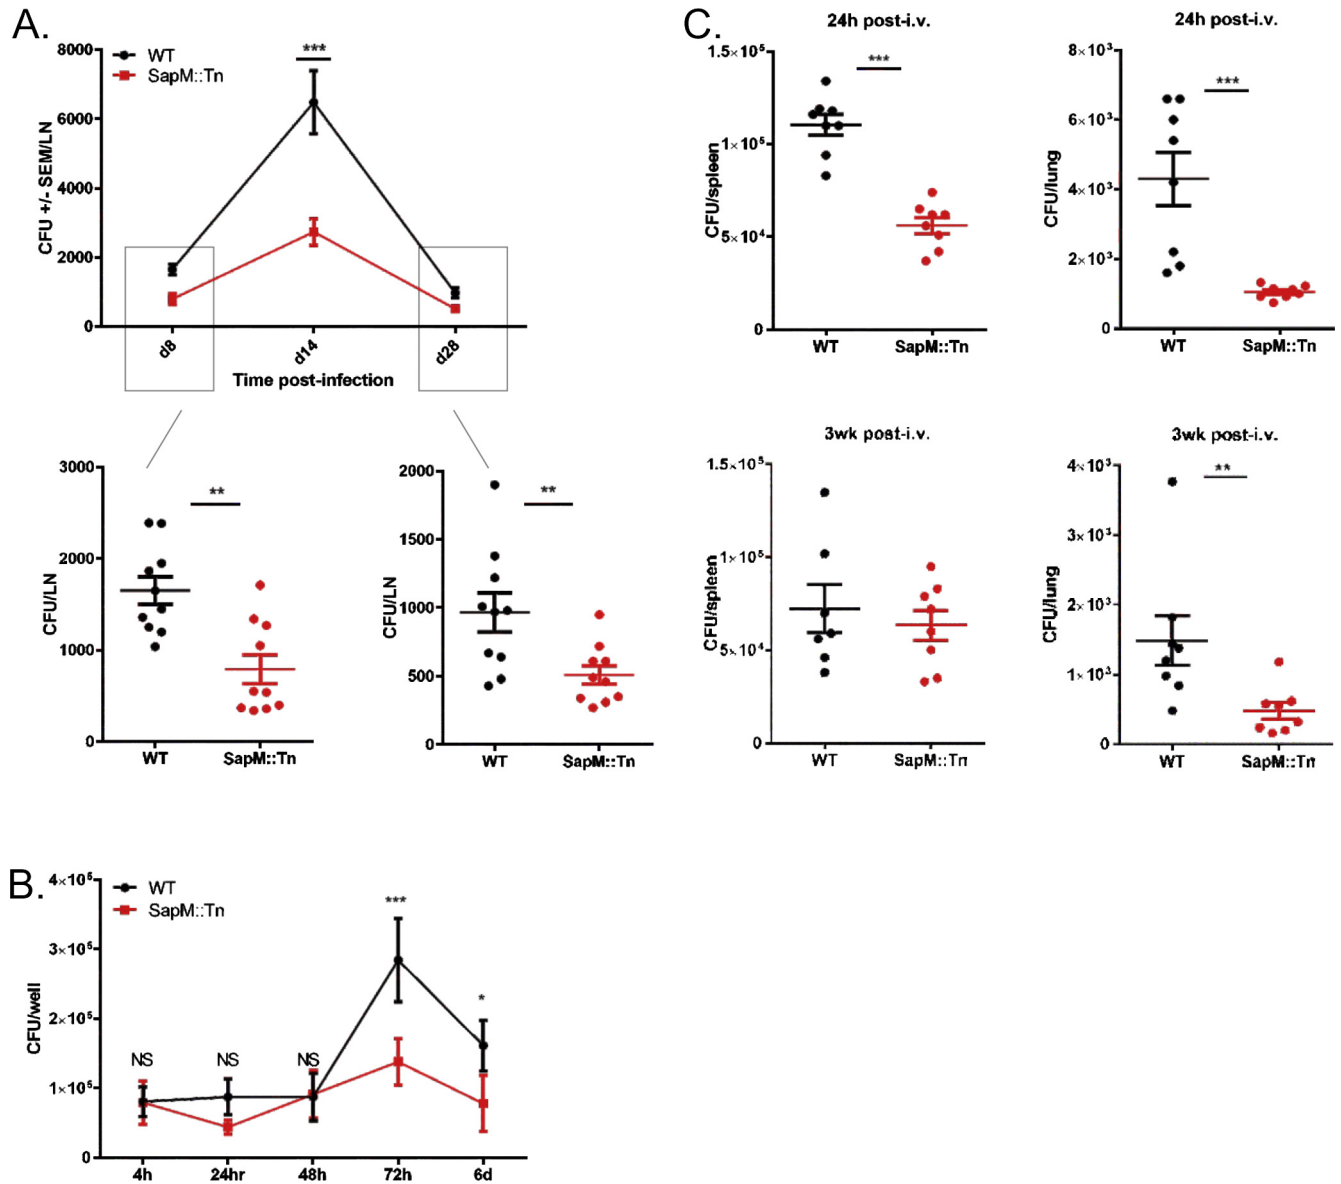 A.
WT
SapM::Tn
***
8000
6000
4000
2000
0
CFU +/- SEM/LN
d8
d14
d28
Time post-infection
3000
2000
1000
0
CFU/LN
**
WT
SapM::Tn
2000
1500
1000
500
0
CFU/LN
**
WT
SapM::Tn
B.
WT
SapM::Tn
4×10⁵
3×10⁵
2×10⁵
1×10⁵
0
CFU/well
NS
NS
NS
***
*
4h
24hr
48h
72h
6d
C.
24h post-i.v.
1.5×10⁵
1×10⁵
5×10⁴
0
CFU/spleen
***
WT
SapM::Tn
24h post-i.v.
8×10³
6×10³
4×10³
2×10³
0
CFU/lung
***
WT
SapM::Tn
3wk post-i.v.
1.5×10⁵
1×10⁵
5×10⁴
0
CFU/spleen
WT
SapM::Tn
3wk post-i.v.
4×10³
3×10³
2×10³
1×10³
0
CFU/lung
**
WT
SapM::Tn